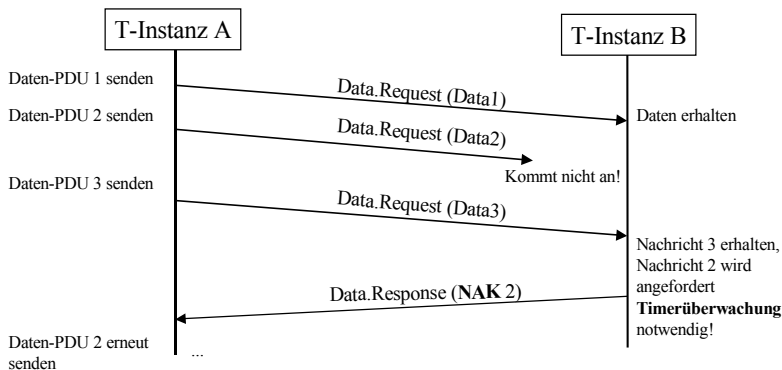 T-Instanz A
T-Instanz B
Daten-PDU 1 senden
Data.Request (Data1)
Daten erhalten
Daten-PDU 2 senden
Data.Request (Data2)
Kommt nicht an!
Daten-PDU 3 senden
Data.Request (Data3)
Nachricht 3 erhalten,
Nachricht 2 wird
angefordert
Timerüberwachung
notwendig!
Data.Response (NAK 2)
Daten-PDU 2 erneut
senden
...